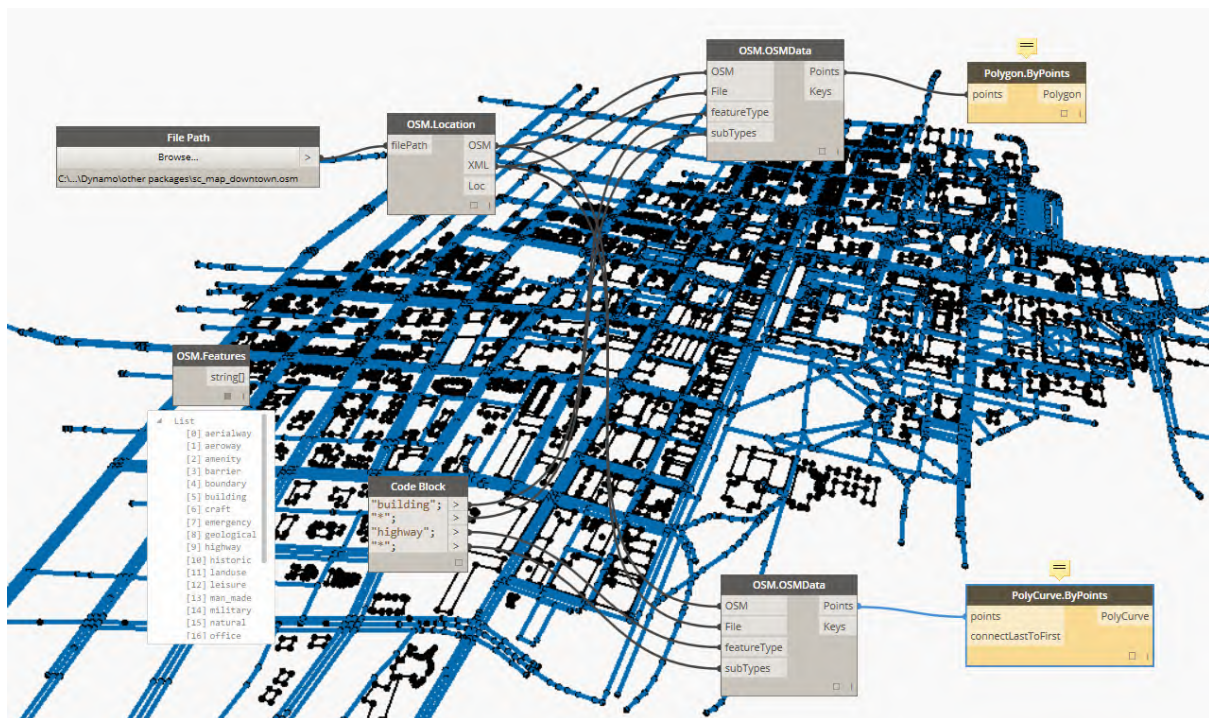 File Path
Browse...
>
C:\...\Dynamo\other packages\sc_map_downtown.osm
OSM.Location
filePath OSM
XML
Loc
OSM.OSMData
OSM Points
File Keys
featureType
subTypes
Polygon.ByPoints
points Polygon
OSM.Features
string[]
List
[0] aerialway
[1] aeroway
[2] amenity
[3] barrier
[4] boundary
[5] building
[6] craft
[7] emergency
[8] geological
[9] highway
[10] historic
[11] landuse
[12] leisure
[13] man_made
[14] military
[15] natural
[16] office
Code Block
"building"; >
"*"; >
"highway"; >
"*"; >
OSM.OSMData
OSM Points
File Keys
featureType
subTypes
PolyCurve.ByPoints
points PolyCurve
connectLastToFirst